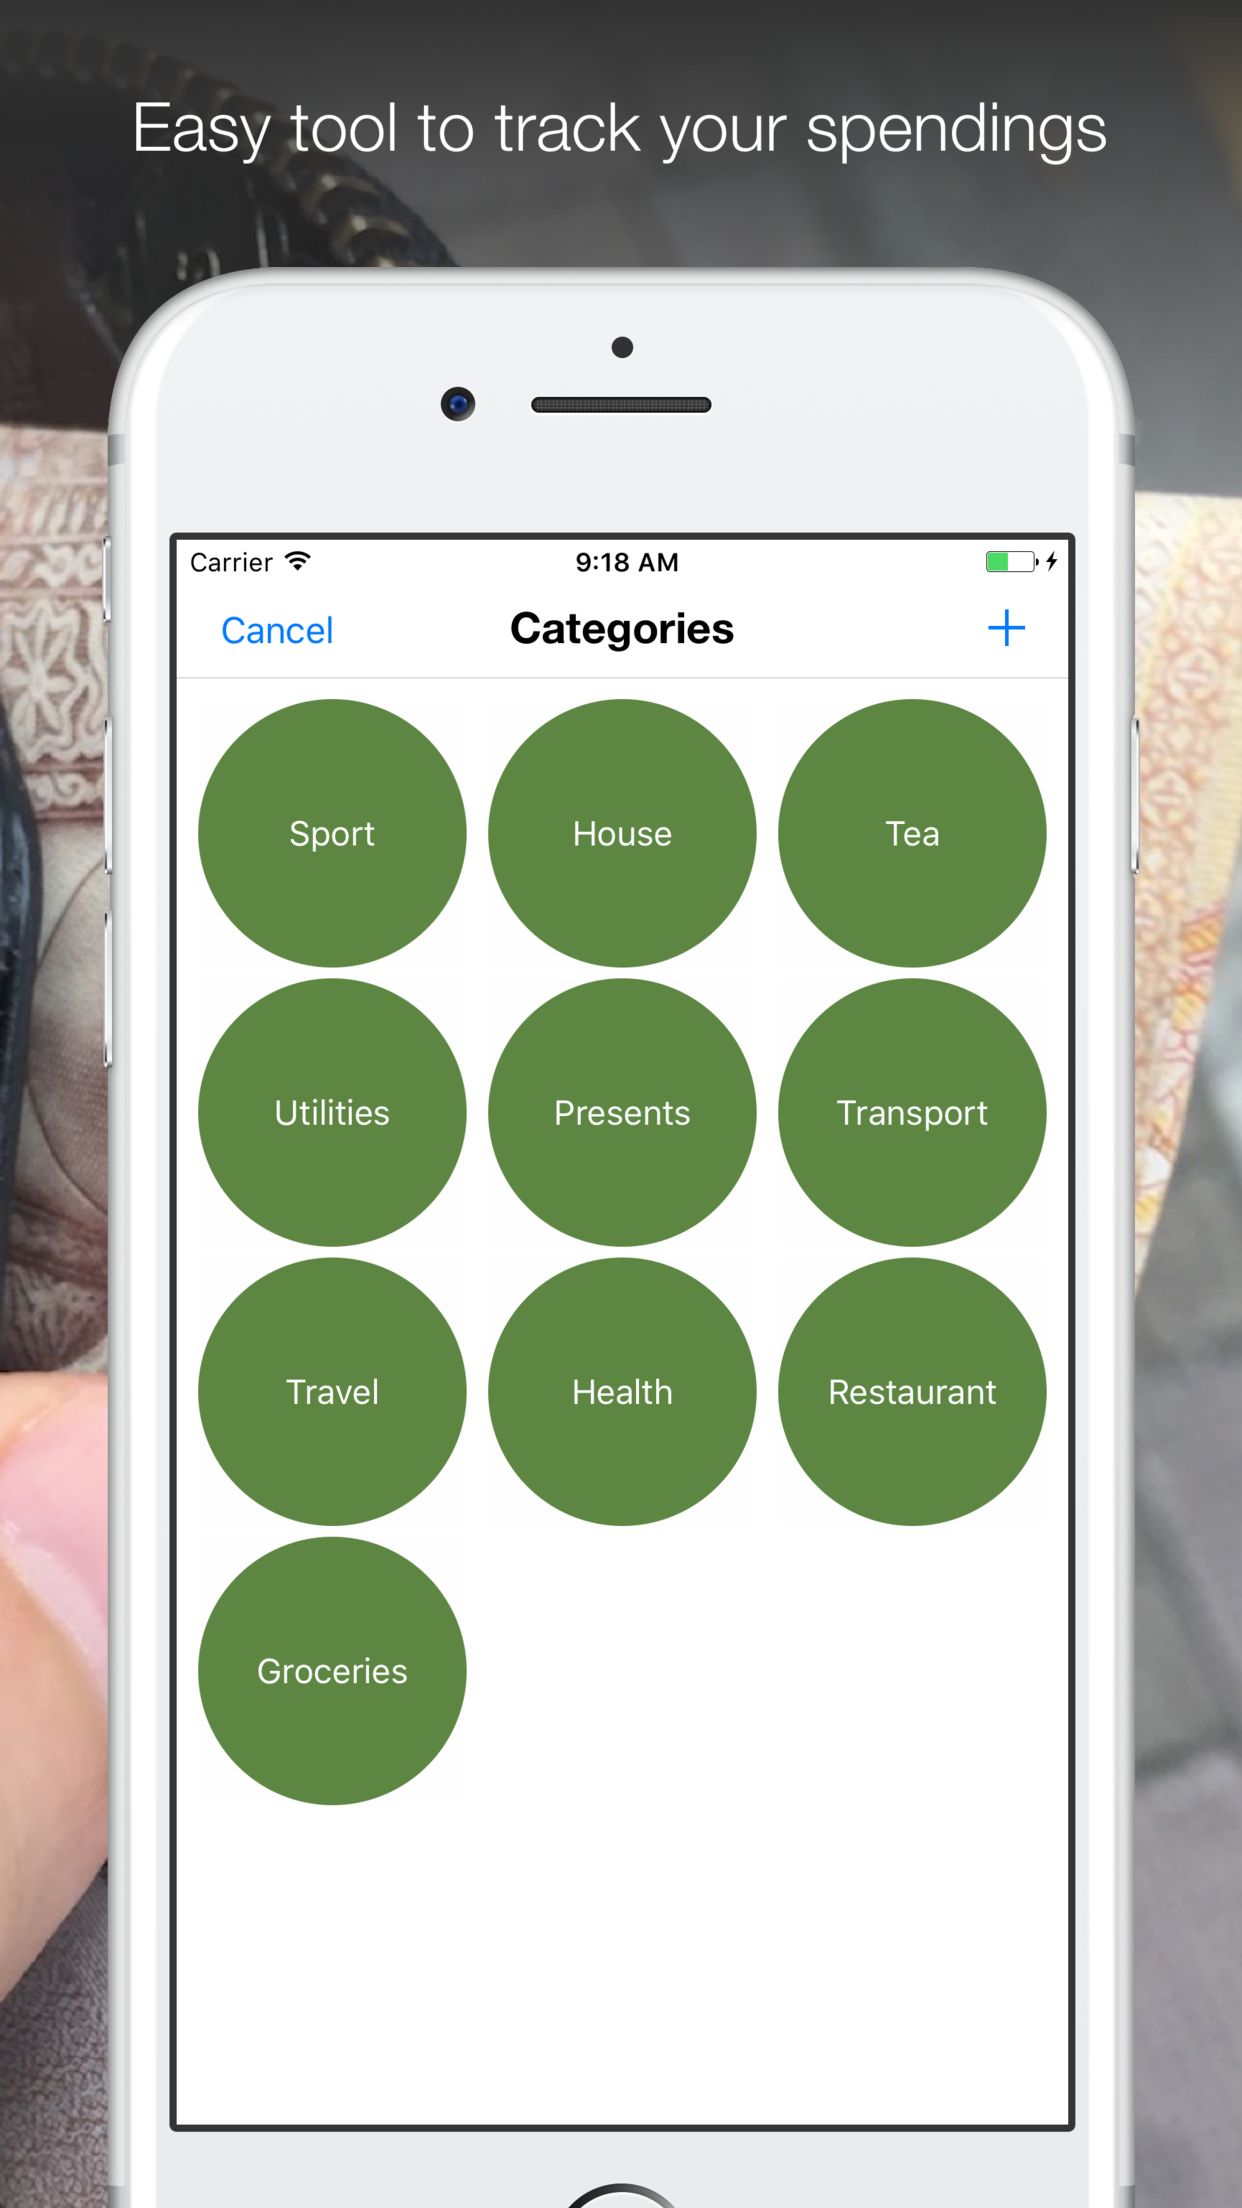 Easy tool to track your spendings
Carrier 9:18 AM
Cancel Categories +
Sport House Tea
Utilities Presents Transport
Travel Health Restaurant
Groceries